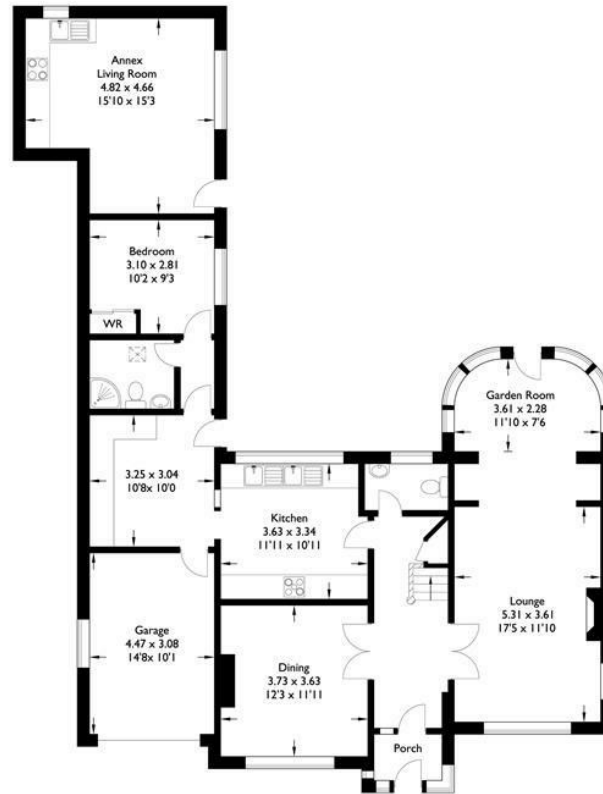 Annex
Living Room
4.82 x 4.66
15'10 x 15'3
Bedroom
3.10 x 2.81
10'2 x 9'3
WR
Garden Room
3.61 x 2.28
11'10 x 7'6
3.25 x 3.04
10'8x 10'0
Kitchen
3.63 x 3.34
11'11 x 10'11
Lounge
5.31 x 3.61
17'5 x 11'10
Garage
4.47 x 3.08
14'8x 10'1
Dining
3.73 x 3.63
12'3 x 11'11
Porch